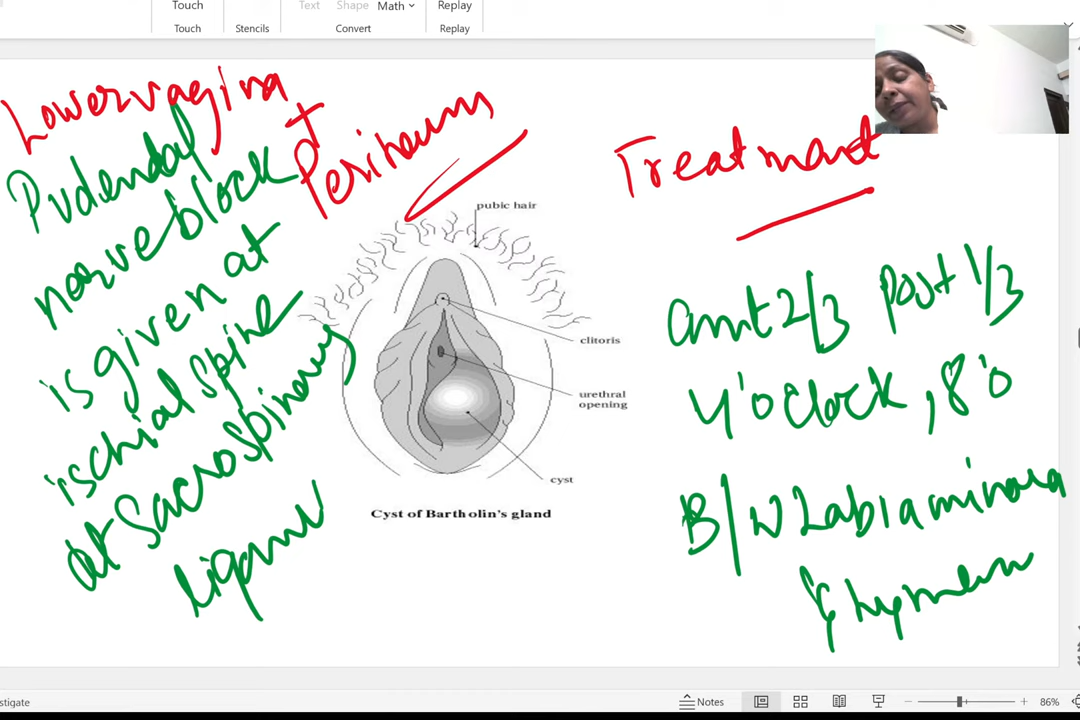 Touch
Text Shape Math
Replay
Touch
Stencils
Convert
Replay
Lower vagina
+
Perineum
Pudendal
nerve block
is given at
ischial spine
at sacrospinous
ligam
Treatment
pubic hair
clitoris
urethral
opening
cyst
Cyst of Bartholin's gland
ant 2/3 post 1/3
4'o clock, 8'o
B/w Labia minora
& hymen
stigate
Notes
86%